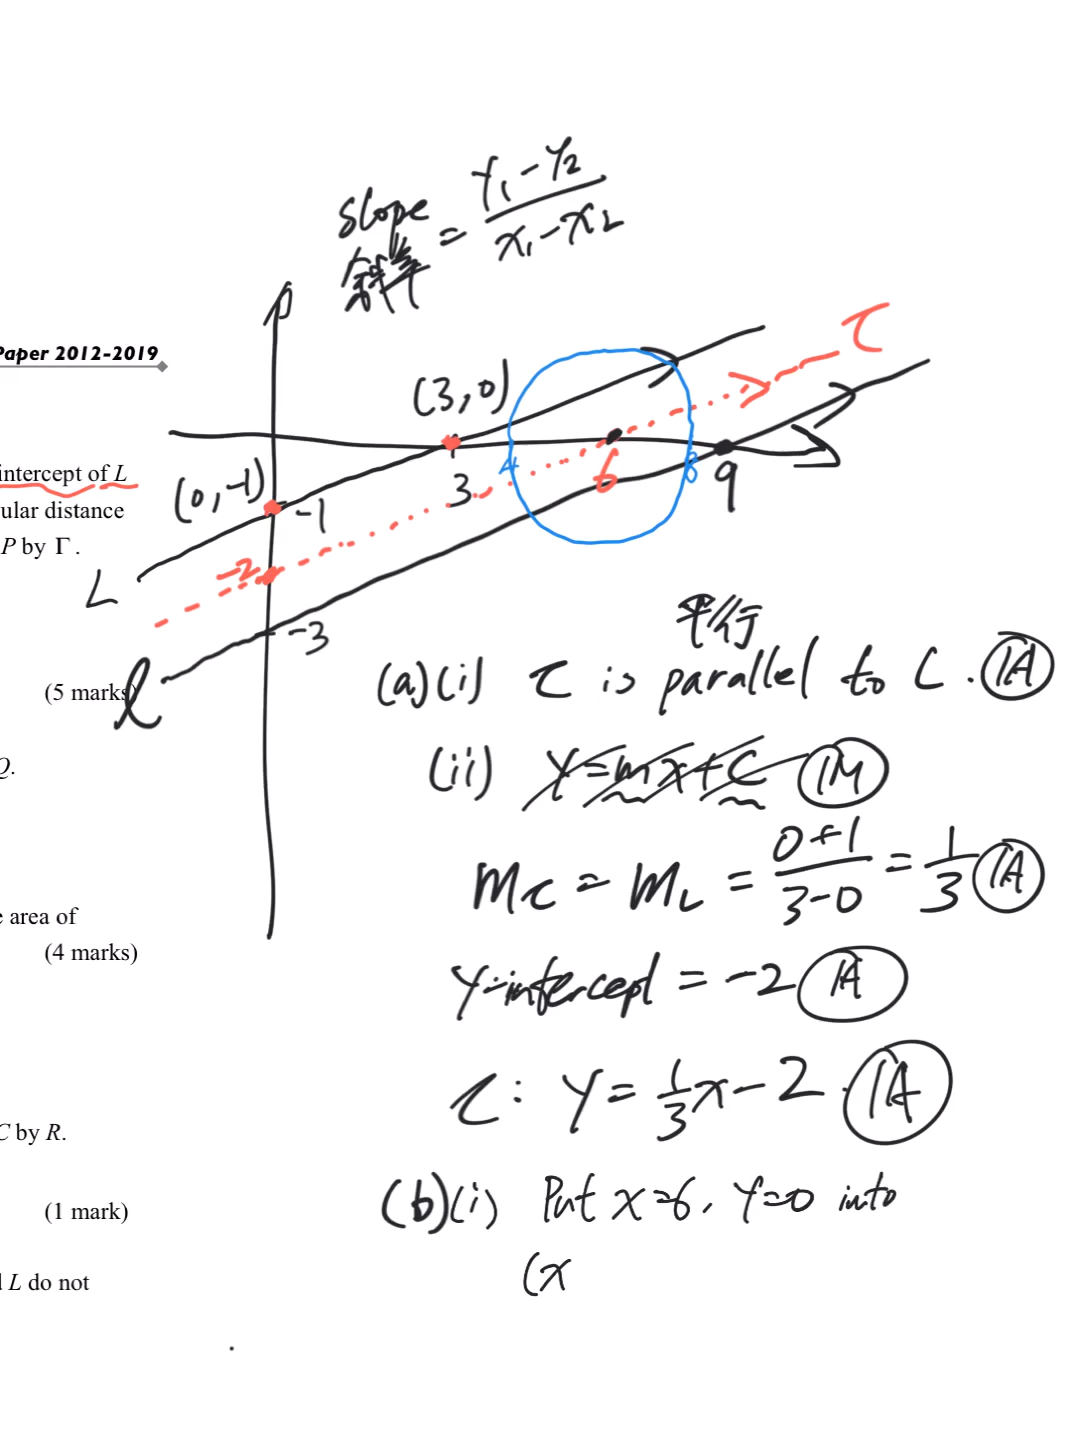 slope
斜率 = y₁-y₂ / x₁-x₂
Paper 2012-2019
τ
(3,0)
intercept of L
ular distance
P by Γ.
(0,-1)
-1
3
4
6
8
9
L
-2
-3
l
(5 marks)
平行
(a)(i) τ is parallel to L. 1A
Q.
(ii) y=mx+c 1M
mτ = mL = 0+1 / 3-0 = 1/3 1A
e area of
(4 marks)
y-intercept = -2 1A
τ: y = 1/3 x - 2. 1A
C by R.
(b)(i) Put x=6, y=0 into
(1 mark)
(x
L do not